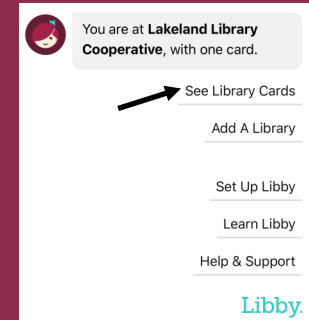 You are at Lakeland Library
Cooperative, with one card.
See Library Cards
Add A Library
Set Up Libby
Learn Libby
Help & Support
Libby.